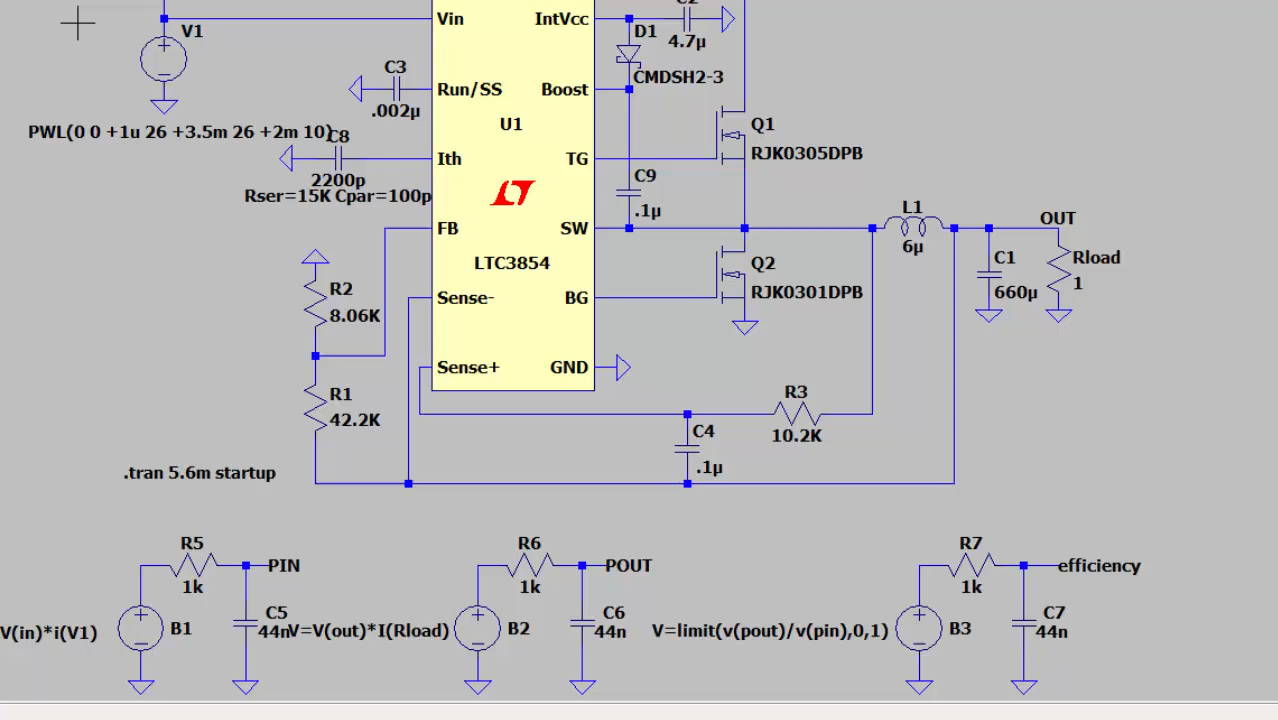 C2
Vin
IntVcc
V1
D1
4.7µ
C3
CMDSH2-3
Run/SS
Boost
.002µ
U1
Q1
PWL(0 0 +1u 26 +3.5m 26 +2m 10)
C8
Ith
TG
RJK0305DPB
2200p
C9
Rser=15K Cpar=100p
.1µ
L1
OUT
FB
SW
6µ
LTC3854
Q2
C1
Rload
R2
RJK0301DPB
660µ
1
8.06K
Sense-
BG
Sense+
GND
R1
R3
42.2K
10.2K
C4
.1µ
.tran 5.6m startup
R5
PIN
1k
C5
44n
V(in)*i(V1)
B1
R6
POUT
1k
C6
44n
V=V(out)*I(Rload)
B2
R7
efficiency
1k
C7
44n
V=limit(v(pout)/v(pin),0,1)
B3